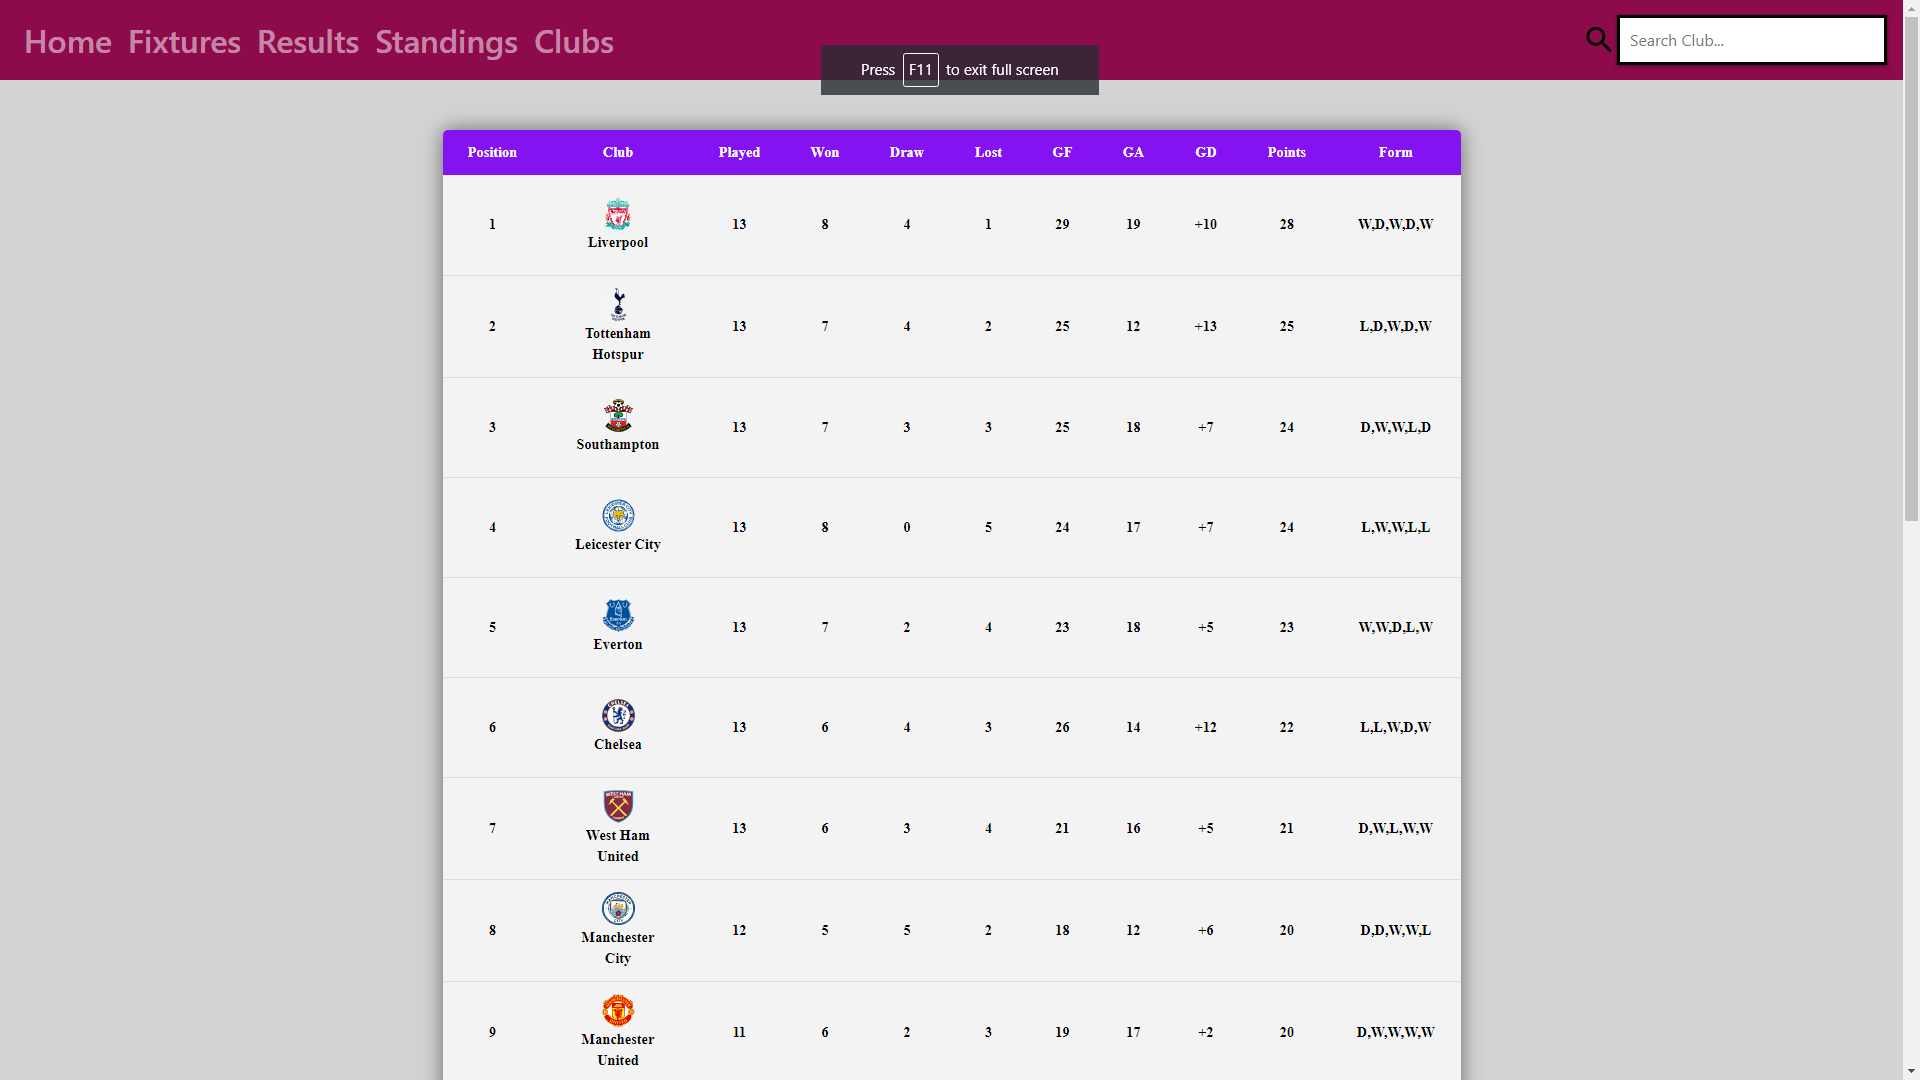 Home Fixtures Results Standings Clubs Search Club...
Press F11 to exit full screen
Position Club Played Won Draw Lost GF GA GD Points Form
1 Liverpool 13 8 4 1 29 19 +10 28 W,D,W,D,W
2 Tottenham 13 7 4 2 25 12 +13 25 L,D,W,D,W
Hotspur
3 Southampton 13 7 3 3 25 18 +7 24 D,W,W,L,D
4 Leicester City 13 8 0 5 24 17 +7 24 L,W,W,L,L
5 Everton 13 7 2 4 23 18 +5 23 W,W,D,L,W
6 Chelsea 13 6 4 3 26 14 +12 22 L,L,W,D,W
7 West Ham 13 6 3 4 21 16 +5 21 D,W,L,W,W
United
8 Manchester 12 5 5 2 18 12 +6 20 D,D,W,W,L
City
9 Manchester 11 6 2 3 19 17 +2 20 D,W,W,W,W
United